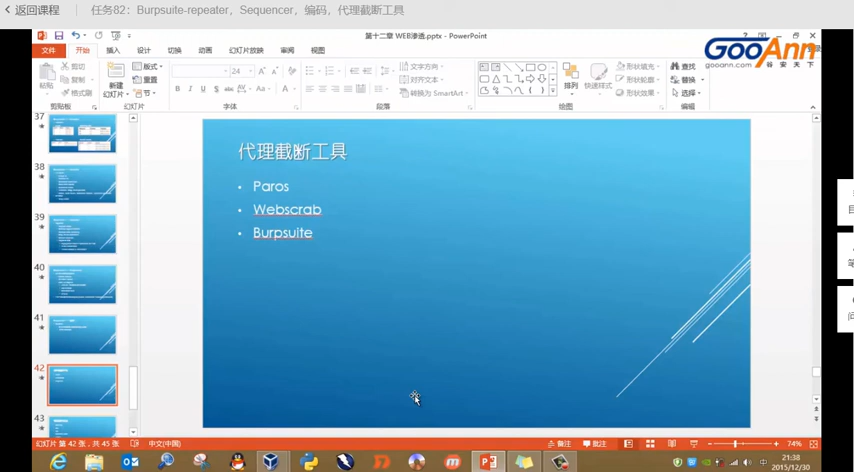 返回课程 任务82：Burpsuite-repeater，Sequencer，编码，代理截断工具
第十二章 WEB渗透.pptx - PowerPoint
GooAnn
gooann.com 谷安天下
文件 开始 插入 设计 切换 动画 幻灯片放映 审阅 视图
粘贴
剪切
复制
格式刷
新建
幻灯片
版式
重置
节
24
B I U S abc AV Aa A
文字方向
对齐文本
转换为 SmartArt
排列
快速样式
形状填充
形状轮廓
形状效果
查找
替换
选择
剪贴板 幻灯片 字体 段落 绘图 编辑
37
38
39
40
41
42
43
代理截断工具
• Paros
• Webscrab
• Burpsuite
幻灯片 第 42 张，共 45 张 中文(中国) 备注 批注 74%
21:38
2015/12/30